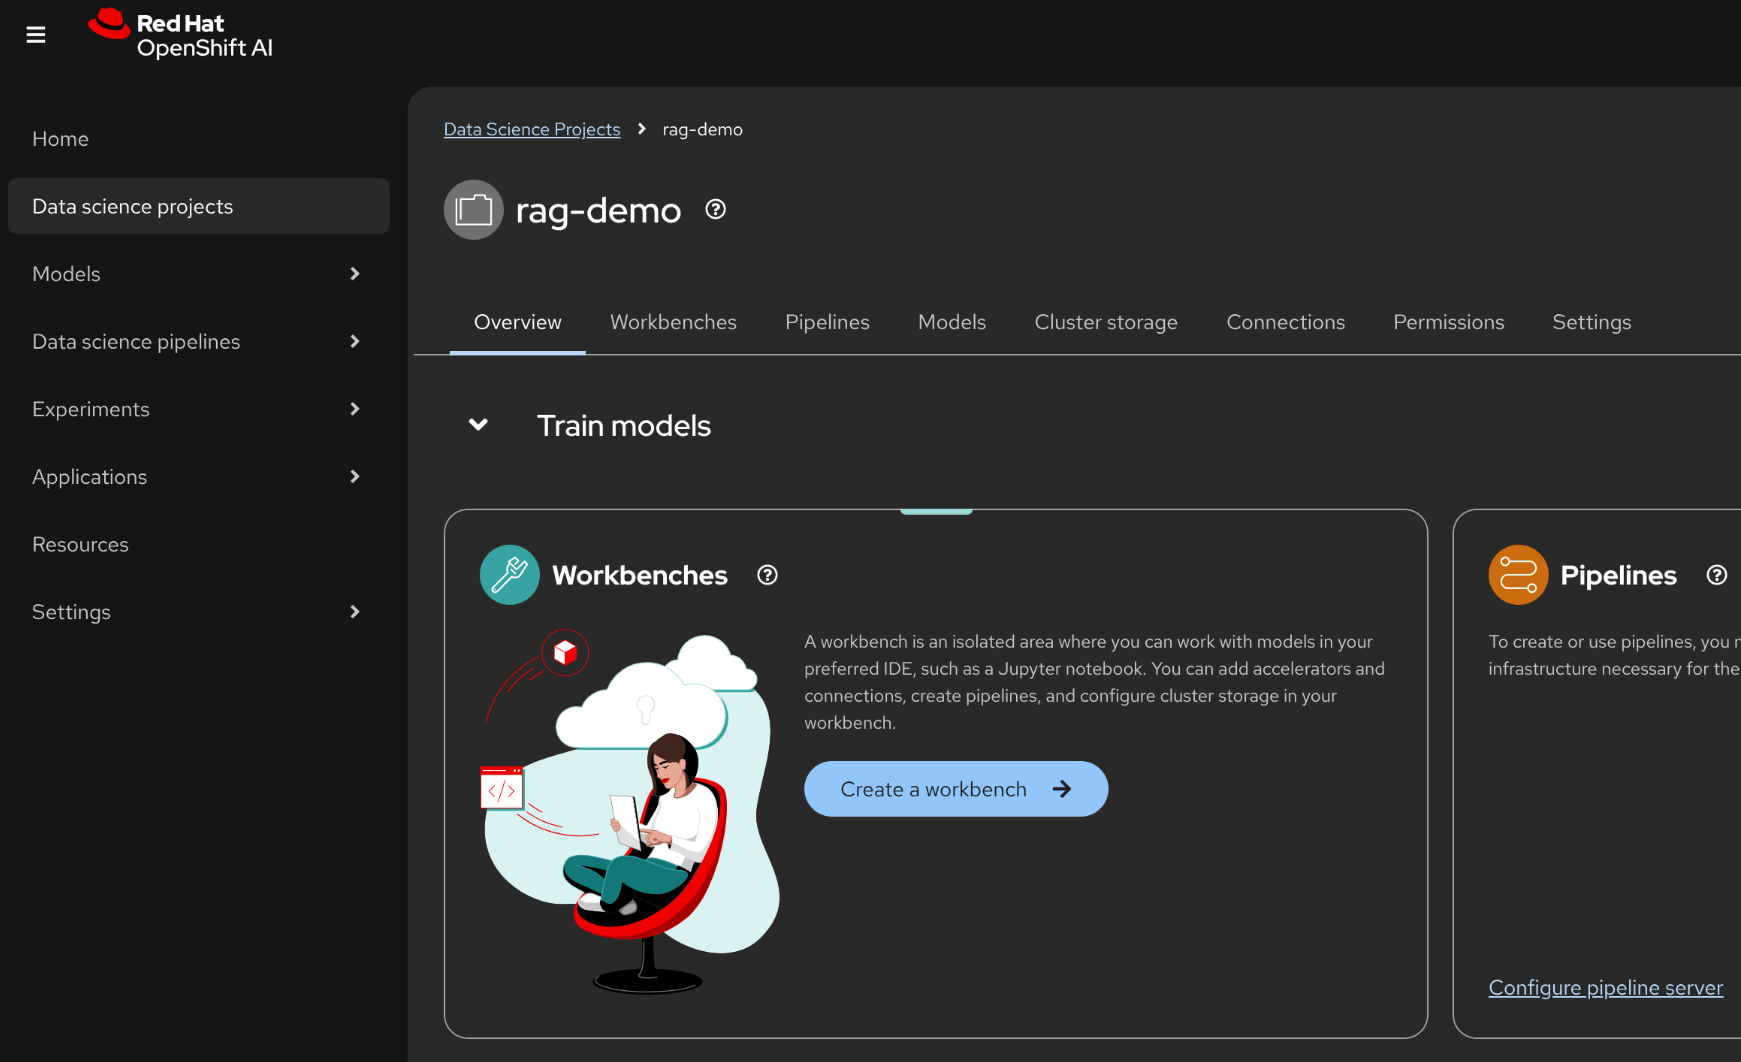 Red Hat
OpenShift AI
Home
Data science projects
Models
Data science pipelines
Experiments
Applications
Resources
Settings
Data Science Projects
rag-demo
rag-demo
Overview
Workbenches
Pipelines
Models
Cluster storage
Connections
Permissions
Settings
Train models
Workbenches
A workbench is an isolated area where you can work with models in your
preferred IDE, such as a Jupyter notebook. You can add accelerators and
connections, create pipelines, and configure cluster storage in your
workbench.
Create a workbench
</>
Pipelines
To create or use pipelines, you
infrastructure necessary for the
Configure pipeline server